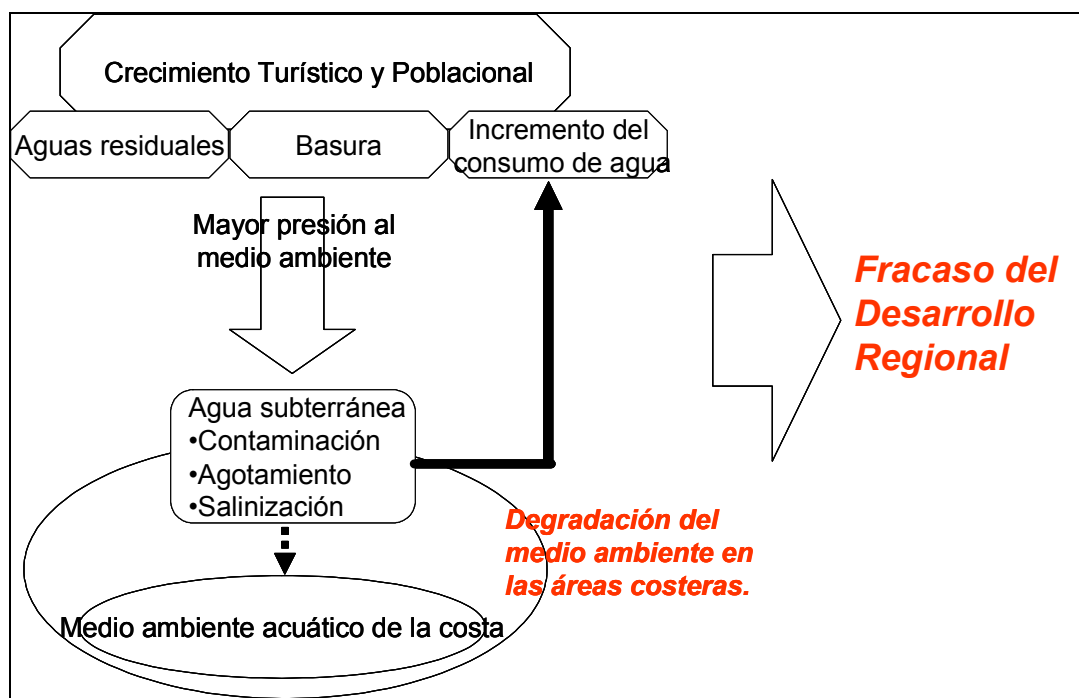 Crecimiento Turístico y Poblacional
Aguas residuales
Basura
Incremento del
consumo de agua
Mayor presión al
medio ambiente
Fracaso del
Desarrollo
Regional
Agua subterránea
•Contaminación
•Agotamiento
•Salinización
Degradación del
medio ambiente en
las áreas costeras.
Medio ambiente acuático de la costa